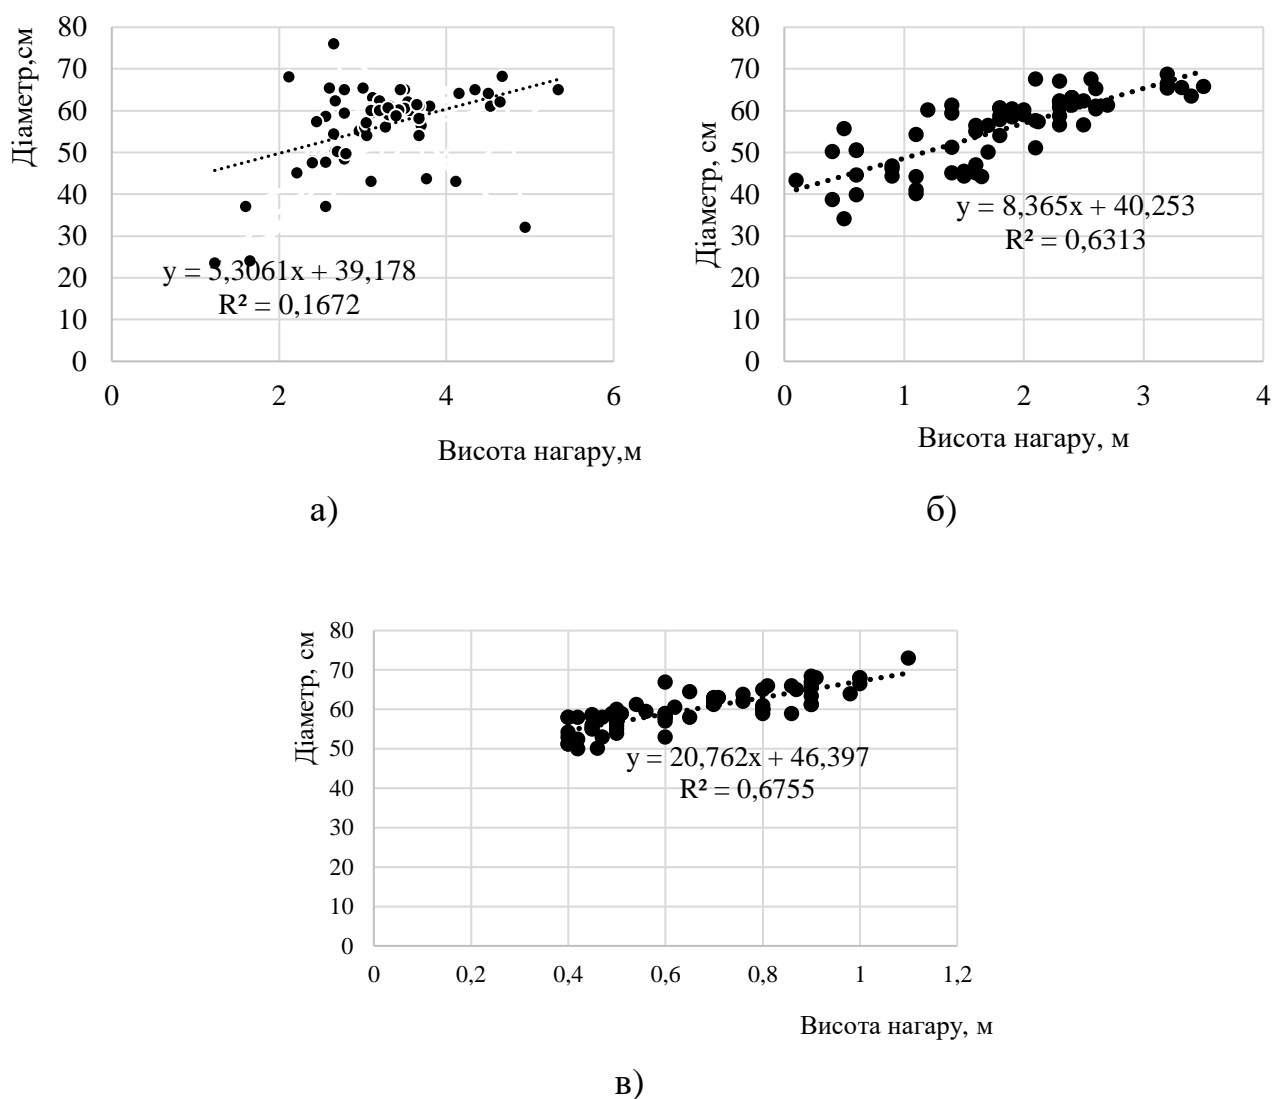 Діаметр,см
80
70
60
50
40
30
20
10
0
y = 5,3061x + 39,178
R² = 0,1672
0 2 4 6
Висота нагару,м
а)
Діаметр, см
80
70
60
50
40
30
20
10
0
y = 8,365x + 40,253
R² = 0,6313
0 1 2 3 4
Висота нагару, м
б)
Діаметр, см
80
70
60
50
40
30
20
10
0
y = 20,762x + 46,397
R² = 0,6755
0 0,2 0,4 0,6 0,8 1 1,2
Висота нагару, м
в)